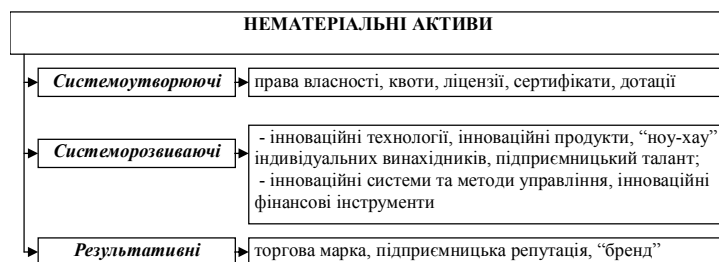 НЕМАТЕРІАЛЬНІ АКТИВИ
Системоутворюючі
права власності, квоти, ліцензії, сертифікати, дотації
Системорозвиваючі
- інноваційні технології, інноваційні продукти, “ноу-хау”
індивідуальних винахідників, підприємницький талант;
- інноваційні системи та методи управління, інноваційні
фінансові інструменти
Результативні
торгова марка, підприємницька репутація, “бренд”